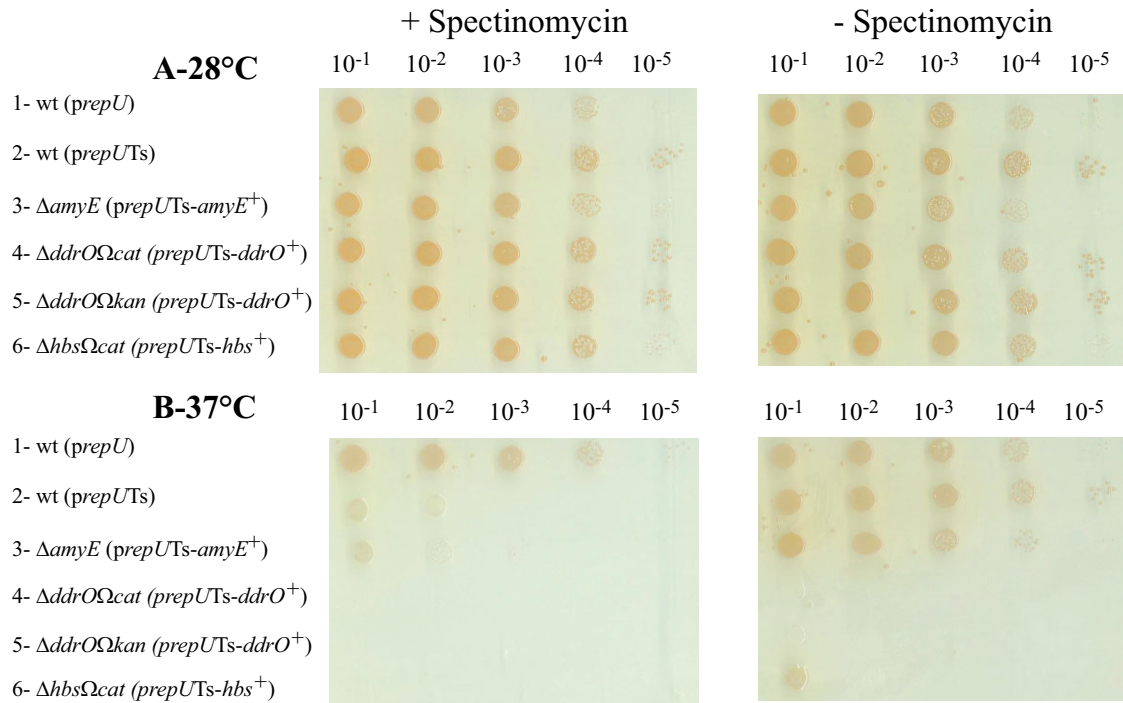 + Spectinomycin - Spectinomycin
A-28°C 10-1 10-2 10-3 10-4 10-5 10-1 10-2 10-3 10-4 10-5
1- wt (prepU)
2- wt (prepUTs)
3- ΔamyE (prepUTs-amyE+)
4- ΔddrOΩcat (prepUTs-ddrO+)
5- ΔddrOΩkan (prepUTs-ddrO+)
6- ΔhbsΩcat (prepUTs-hbs+)
B-37°C 10-1 10-2 10-3 10-4 10-5 10-1 10-2 10-3 10-4 10-5
1- wt (prepU)
2- wt (prepUTs)
3- ΔamyE (prepUTs-amyE+)
4- ΔddrOΩcat (prepUTs-ddrO+)
5- ΔddrOΩkan (prepUTs-ddrO+)
6- ΔhbsΩcat (prepUTs-hbs+)